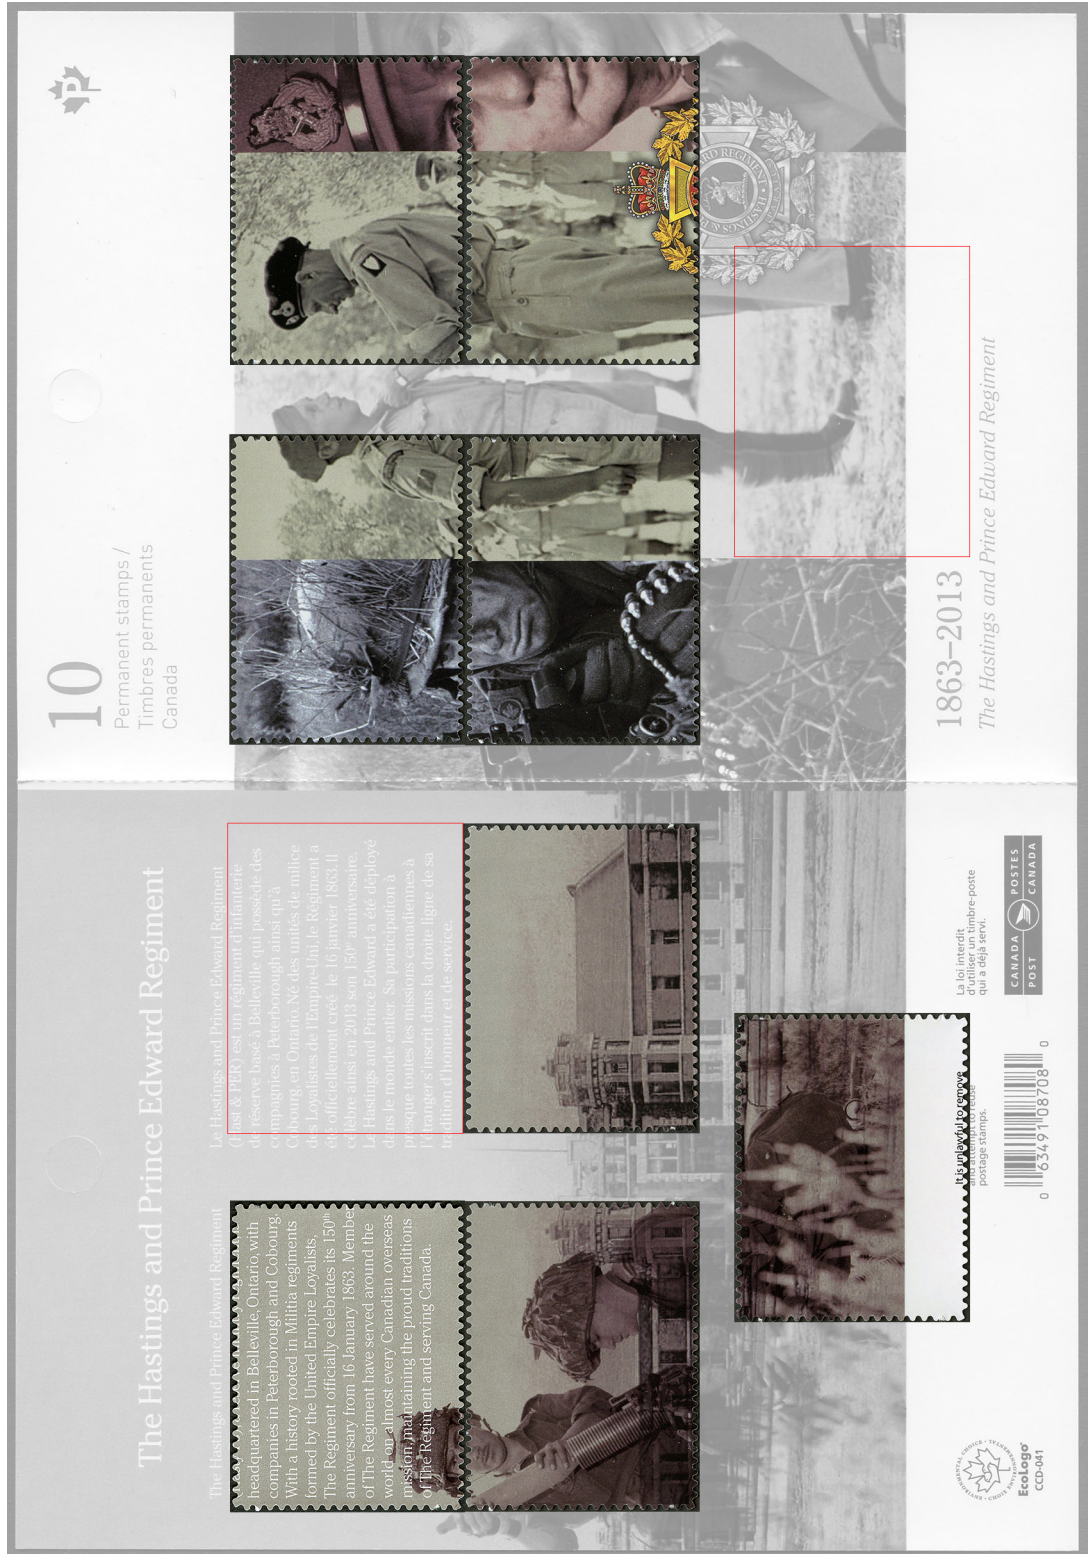 P
10
Permanent stamps /
Timbres permanents
Canada
1863–2013
The Hastings and Prince Edward Regiment
The Hastings and Prince Edward Regiment
Le Hastings and Prince Edward Regiment
est un régiment d'infanterie
basé à Belleville, qui possède des
compagnies à Peterborough ainsi qu'à
Cobourg, en Ontario. Né des unités de milice
des Loyalistes de l'Empire-Uni, le Régiment a
été officiellement créé le 16 janvier 1863. Il
célèbre ainsi en 2013 son 150e anniversaire.
Le Hastings and Prince Edward a été déployé
dans le monde entier. Sa participation à
presque toutes les missions canadiennes à
l'étranger s'inscrit dans la droite ligne de sa
tradition d'honneur et de service.
The Hastings and Prince Edward Regiment
headquartered in Belleville, Ontario, with
companies in Peterborough and Cobourg.
With a history rooted in Militia regiments
formed by the United Empire Loyalists,
The Regiment officially celebrates its 150th
anniversary from 16 January 1863. Member
of The Regiment have served around the
world on almost every Canadian overseas
mission, maintaining the proud traditions
of The Regiment and serving Canada.
La loi interdit
d'utiliser un timbre-poste
qui a déjà servi.
It is unlawful to remove
and attempt to reuse
postage stamps.
CANADA POSTES
POST CANADA
0 63491 08708 0
EcoLogo
CCD-041